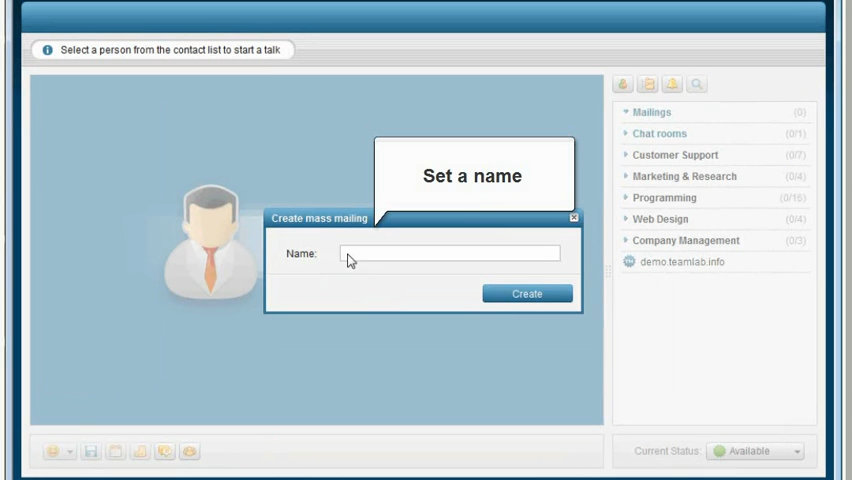 Select a person from the contact list to start a talk
Mailings (0)
Chat rooms (0/1)
Customer Support (0/7)
Marketing & Research (0/4)
Programming (0/16)
Web Design (0/4)
Company Management (0/3)
demo.teamlab.info
Set a name
Create mass mailing
Name:
Create
Current Status: Available